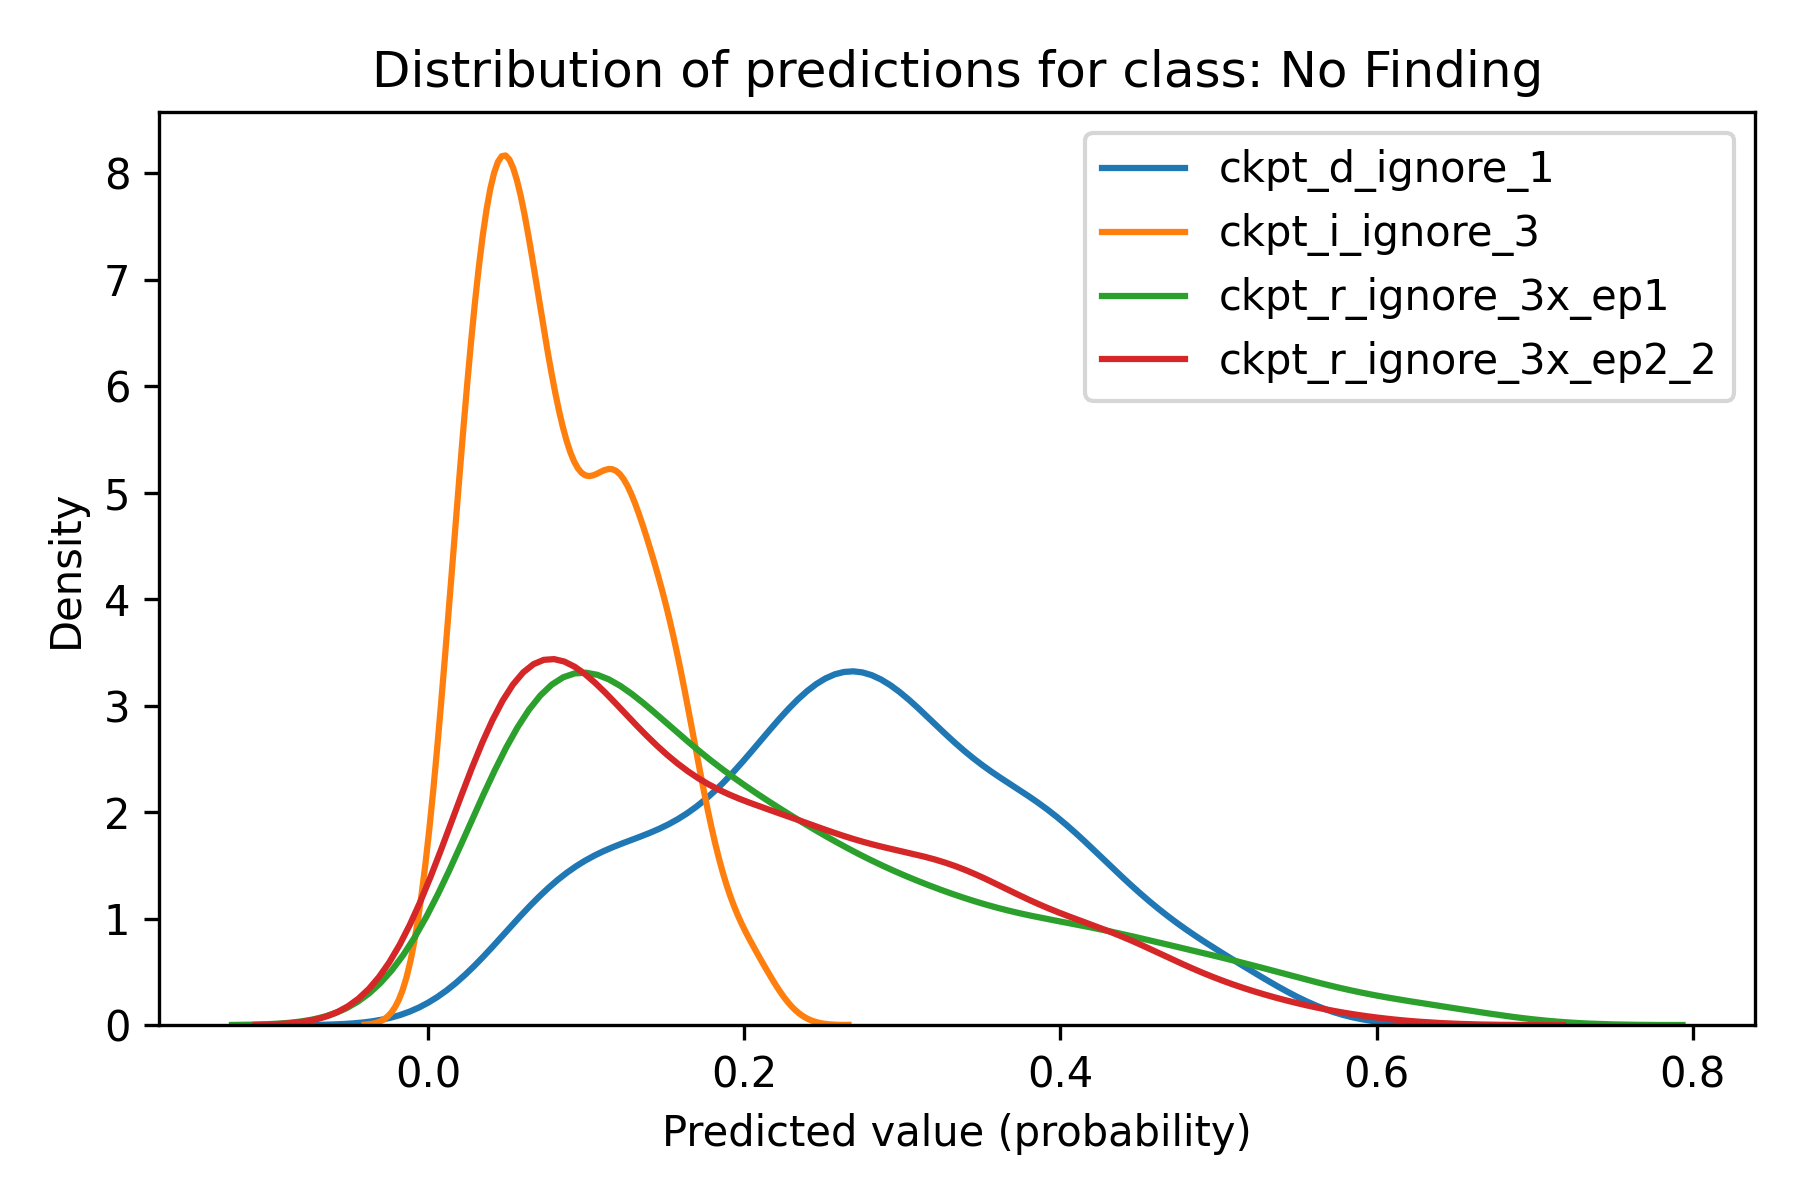 Distribution of predictions for class: No Finding
ckpt_d_ignore_1
ckpt_i_ignore_3
ckpt_r_ignore_3x_ep1
ckpt_r_ignore_3x_ep2_2
Density
8
7
6
5
4
3
2
1
0
0.0 0.2 0.4 0.6 0.8
Predicted value (probability)